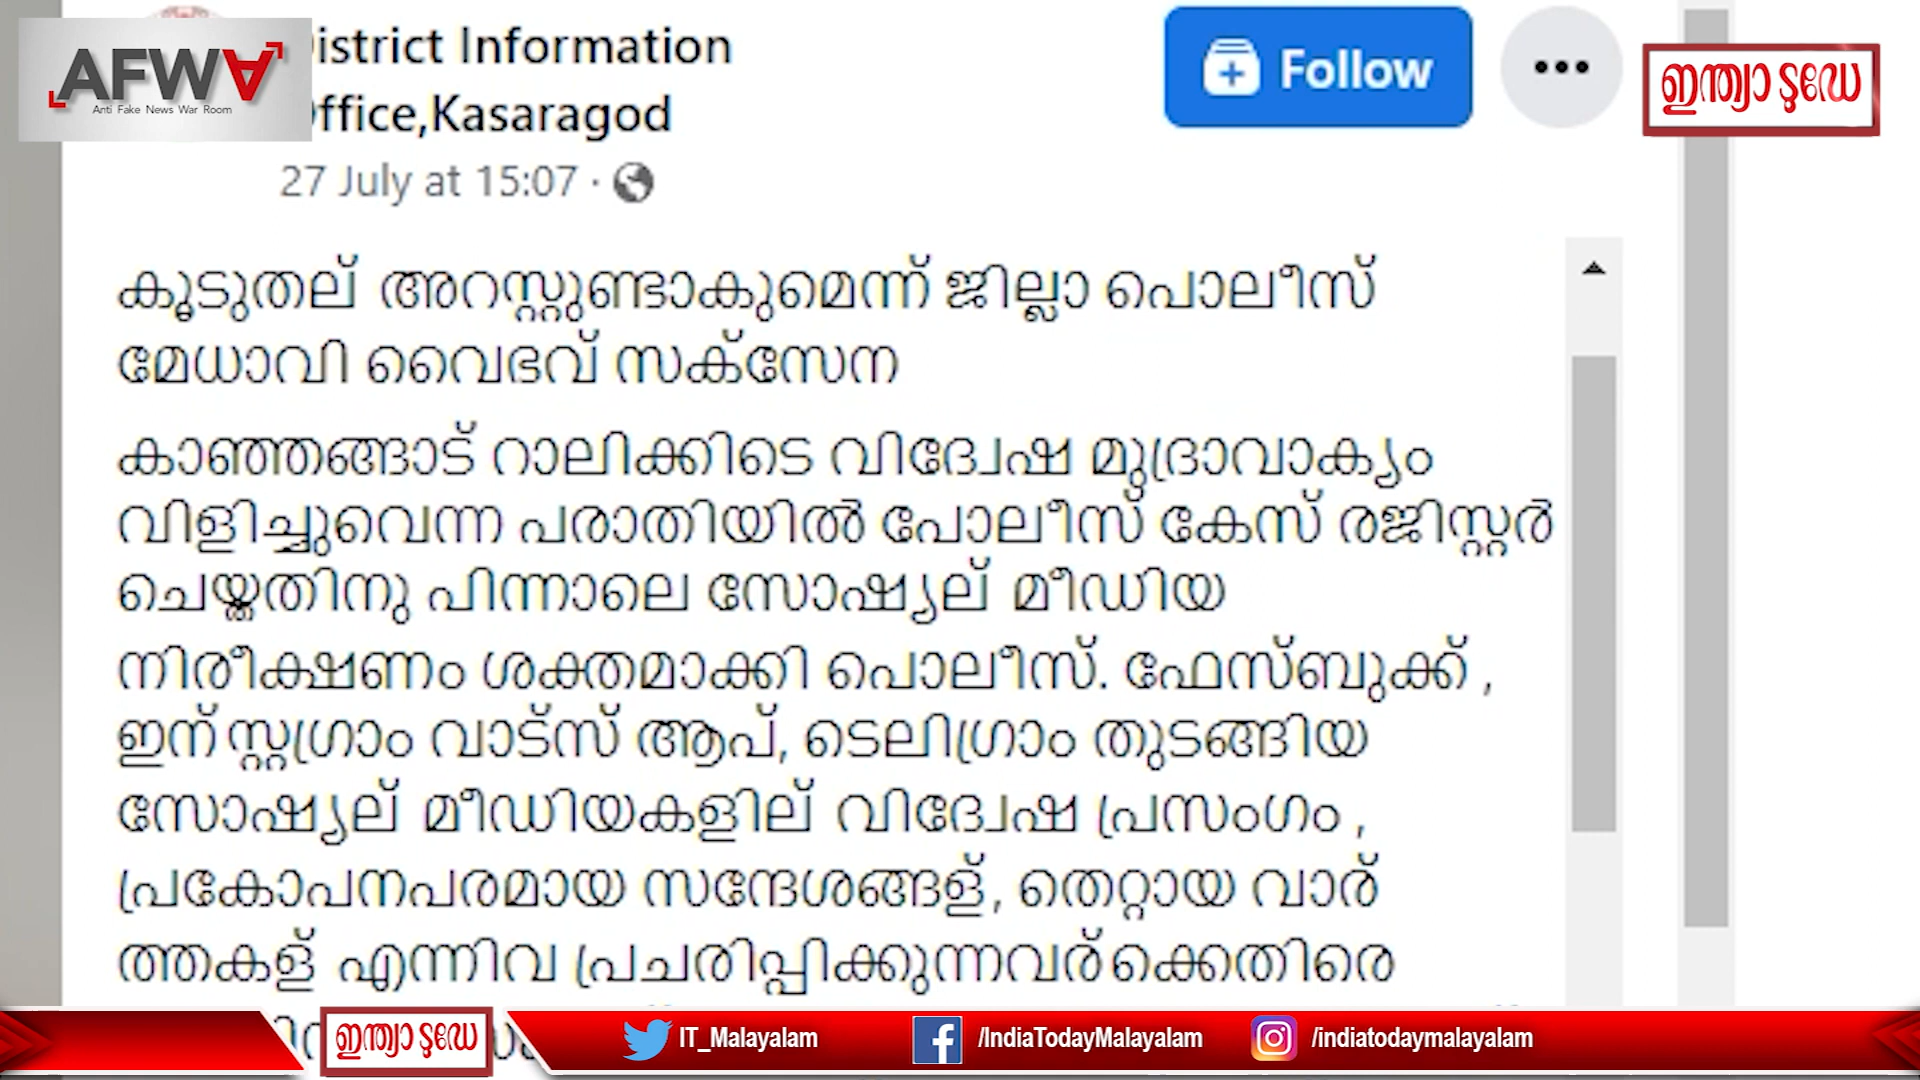 AFWA
Anti Fake News War Room
istrict Information
ffice,Kasaragod
27 July at 15:07 ·
Follow
ഇന്ത്യാ ടുഡേ
കൂടുതല് അറസ്റ്റുണ്ടാകുമെന്ന് ജില്ലാ പൊലീസ്
മേധാവി വൈഭവ് സക്സേന
കാഞ്ഞങ്ങാട് റാലിക്കിടെ വിദ്വേഷ മുദ്രാവാക്യം
വിളിച്ചുവെന്ന പരാതിയിൽ പോലീസ് കേസ് രജിസ്റ്റർ
ചെയ്തതിനു പിന്നാലെ സോഷ്യല് മീഡിയ
നിരീക്ഷണം ശക്തമാക്കി പൊലീസ്. ഫേസ്ബുക്ക് ,
ഇന്സ്റ്റഗ്രാം വാട്സ് ആപ്, ടെലിഗ്രാം തുടങ്ങിയ
സോഷ്യല് മീഡിയകളില് വിദ്വേഷ പ്രസംഗം ,
പ്രകോപനപരമായ സന്ദേശങ്ങള്, തെറ്റായ വാര്
ത്തകള് എന്നിവ പ്രചരിപ്പിക്കുന്നവര്ക്കെതിരെ
ഇന്ത്യാ ടുഡേ
IT_Malayalam
/IndiaTodayMalayalam
/indiatodaymalayalam